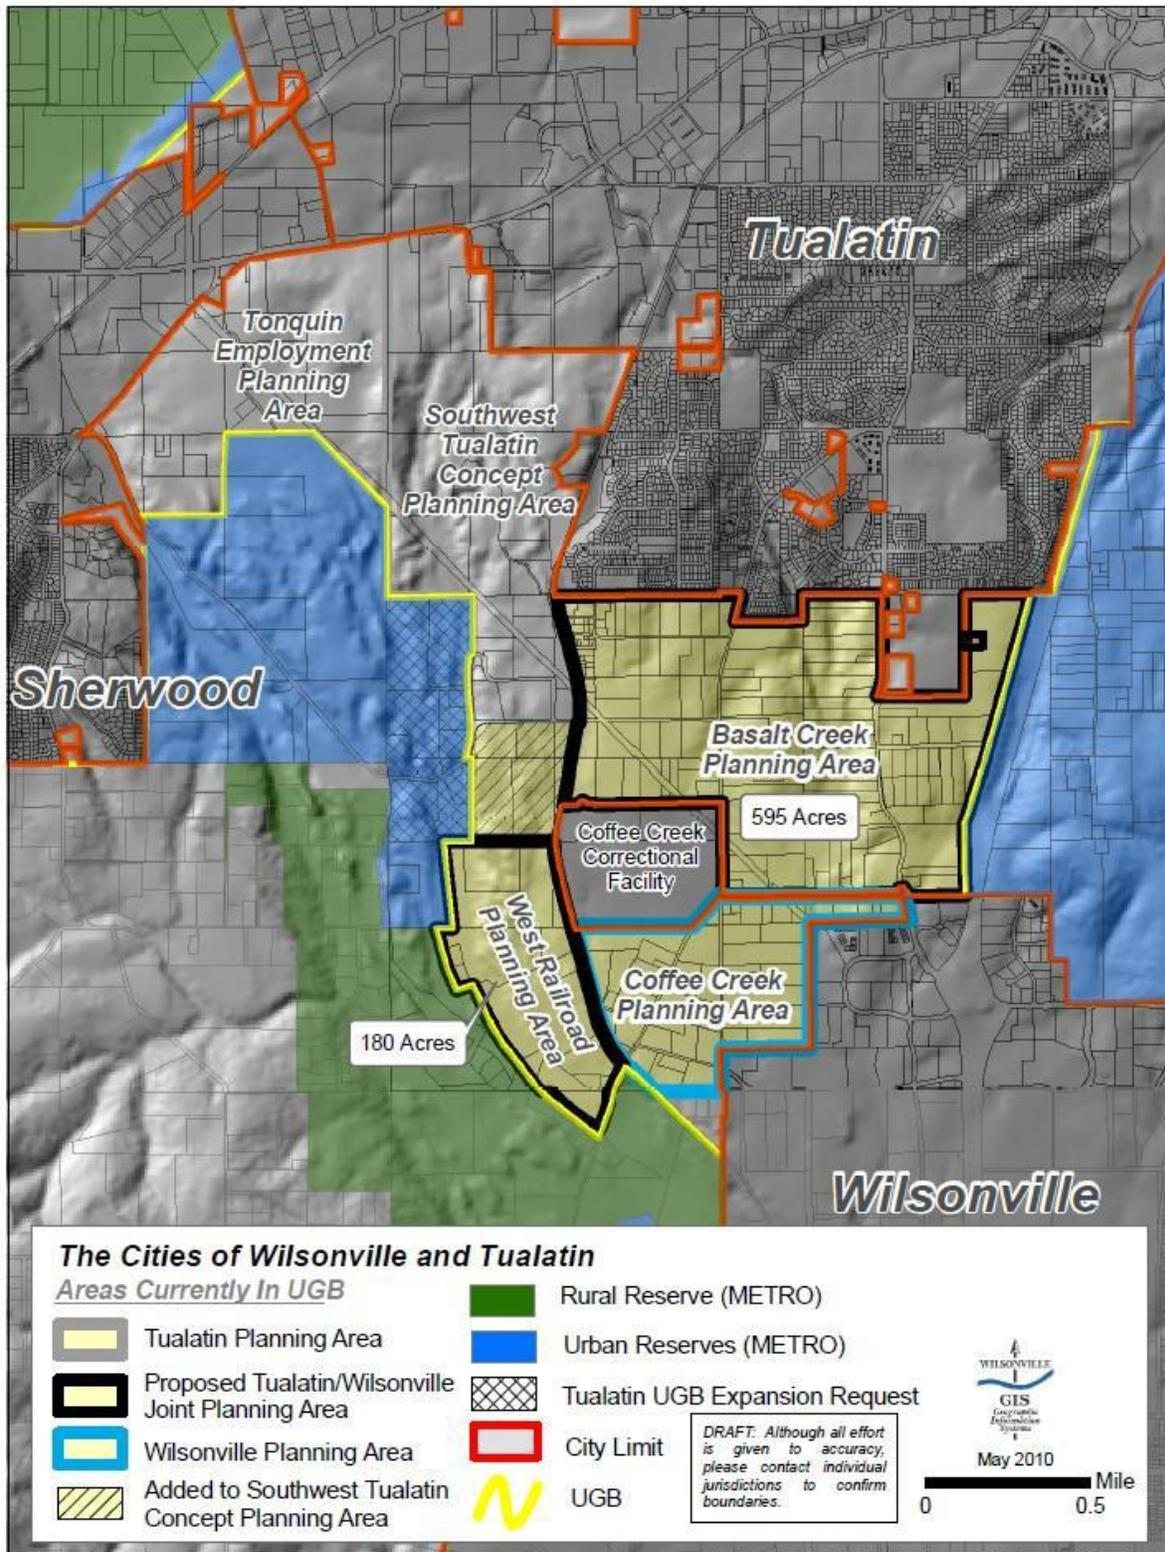 Tualatin
Tonquin
Employment
Planning
Area
Southwest
Tualatin
Concept
Planning Area
Sherwood
Basalt Creek
Planning Area
595 Acres
Coffee Creek
Correctional
Facility
West Railroad
Planning Area
Coffee Creek
Planning Area
180 Acres
Wilsonville
The Cities of Wilsonville and Tualatin
Areas Currently In UGB
Tualatin Planning Area
Proposed Tualatin/Wilsonville
Joint Planning Area
Wilsonville Planning Area
Added to Southwest Tualatin
Concept Planning Area
Rural Reserve (METRO)
Urban Reserves (METRO)
Tualatin UGB Expansion Request
City Limit
UGB
DRAFT: Although all effort
is given to accuracy,
please contact individual
jurisdictions to confirm
boundaries.
WILSONVILLE
GIS
Geographic
Information
Systems
May 2010
Mile
0 0.5